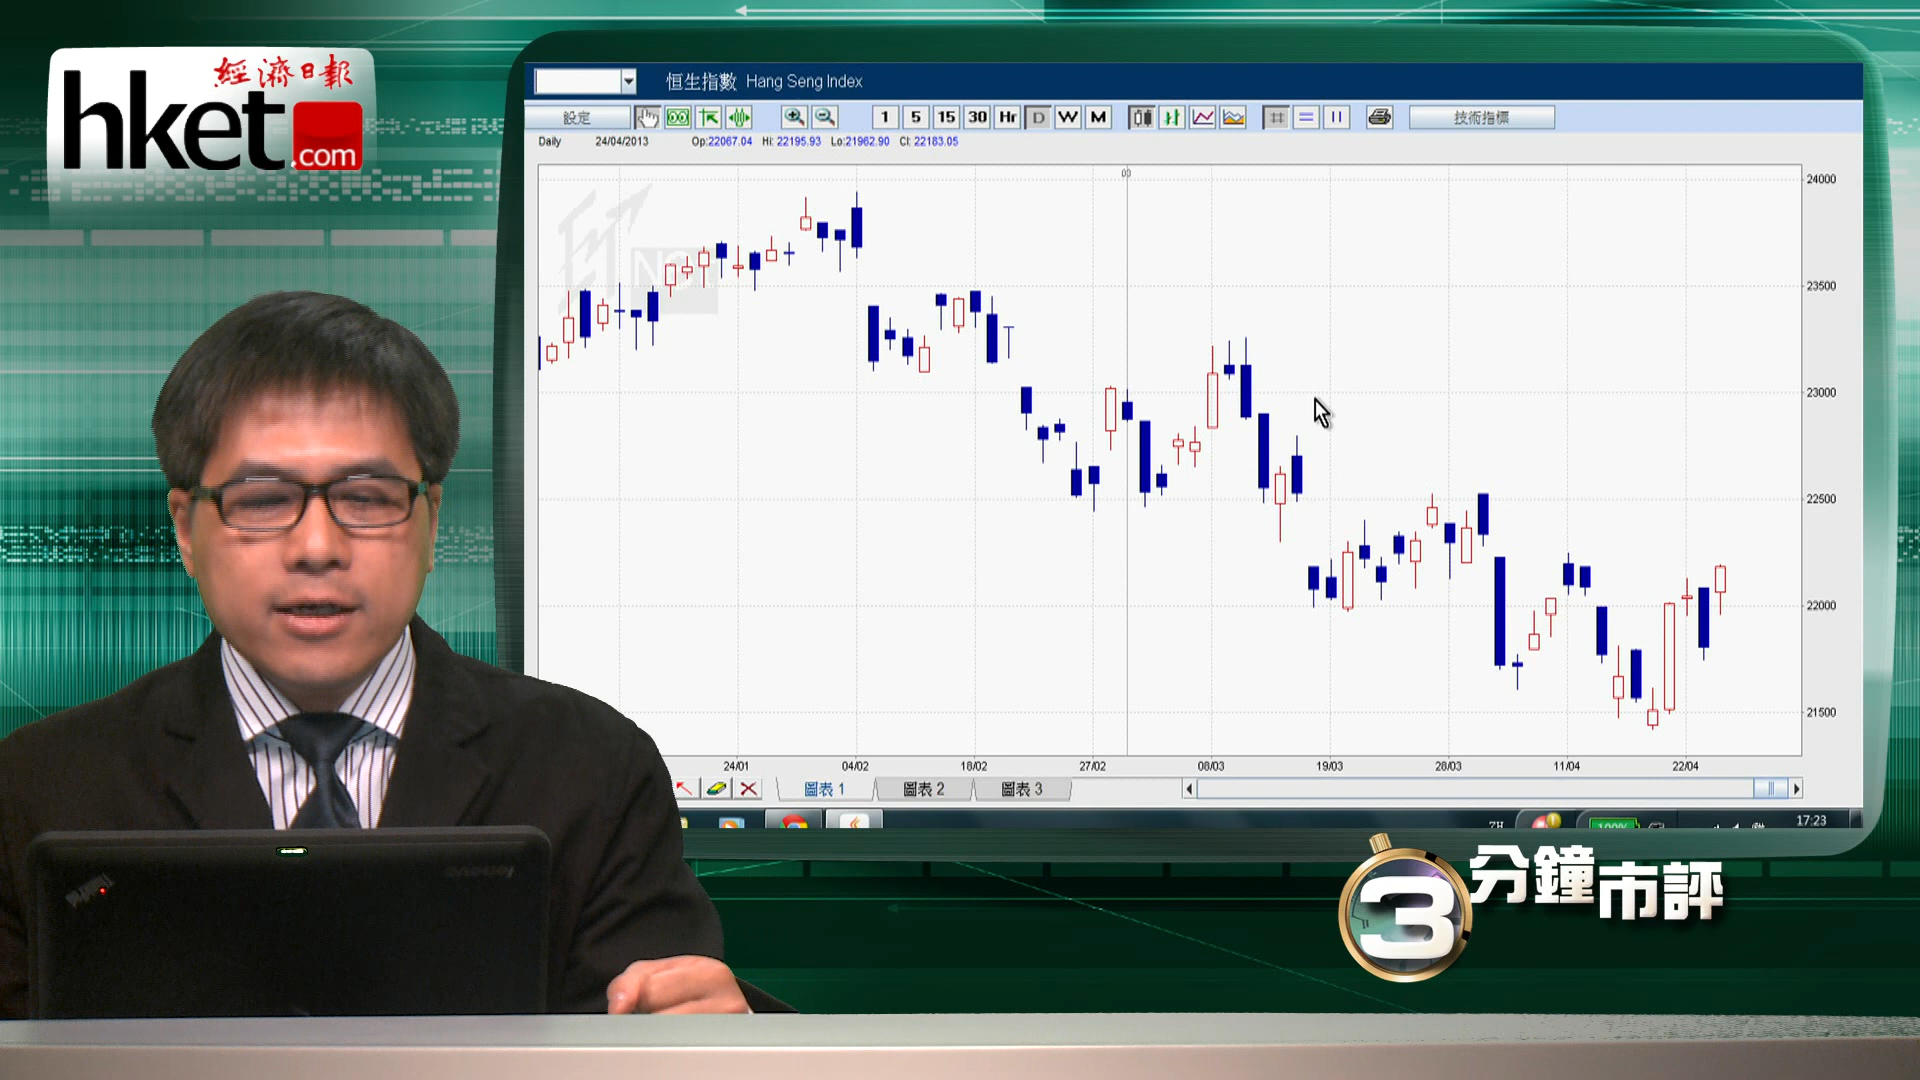 經濟日報
hket
.com
恒生指數 Hang Seng Index
設定
1 5 15 30 Hr D W M
技術指標
Daily 24/04/2013 Op:22067.04 Hi: 22195.93 Lo:21962.90 Cl: 22183.05
24000
23500
23000
22500
22000
21500
24/01 04/02 18/02 27/02 08/03 19/03 28/03 11/04 22/04
圖表 1 圖表 2 圖表 3
17:23
3分鐘市評
lenovo